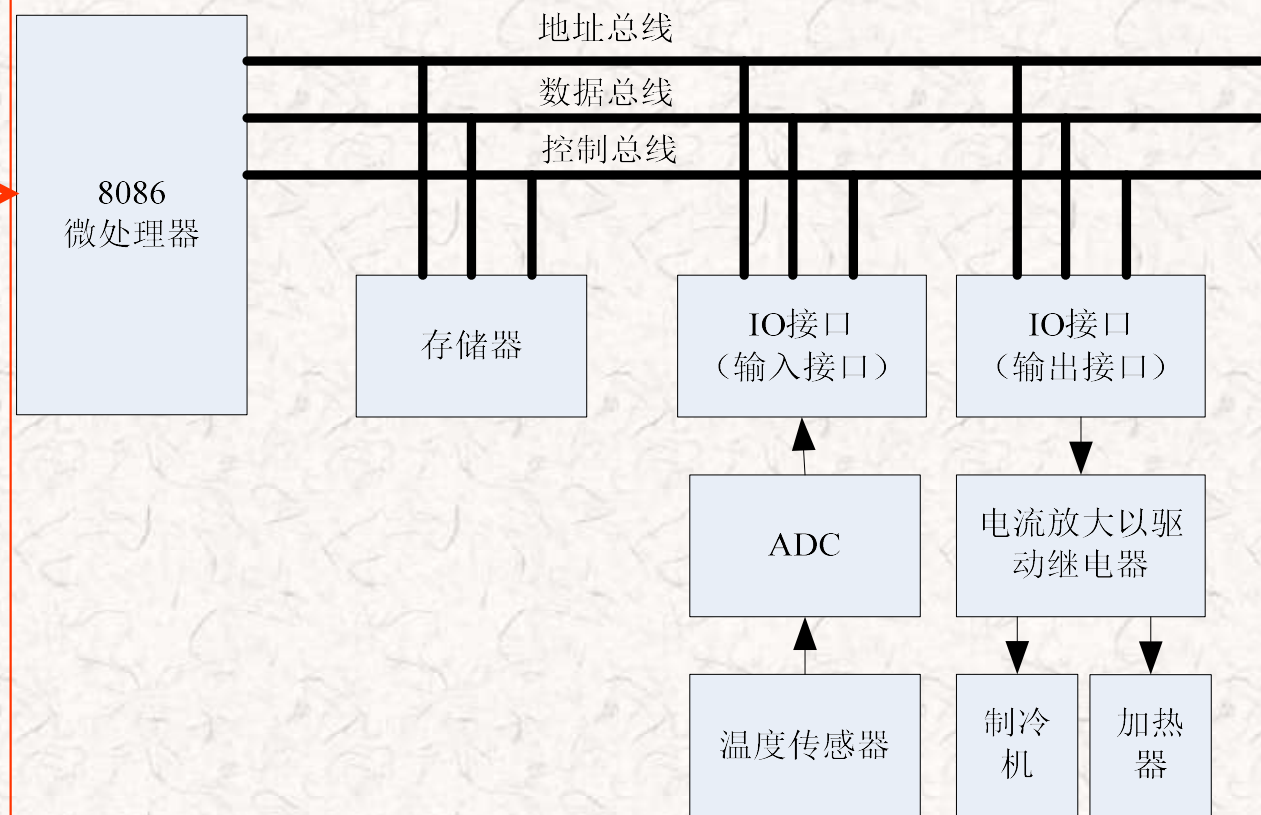 地址总线
数据总线
控制总线
8086
微处理器
存储器
IO接口
（输入接口）
IO接口
（输出接口）
ADC
电流放大以驱
动继电器
温度传感器
制冷
机
加热
器